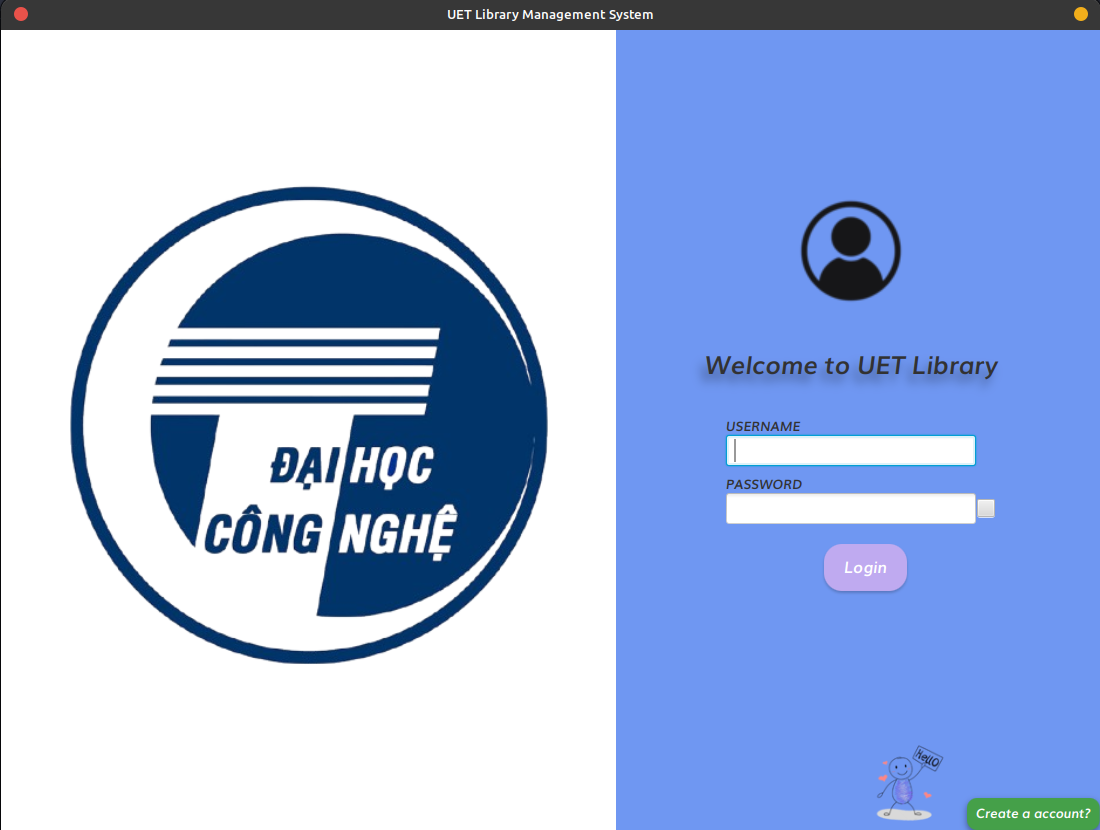 UET Library Management System
ĐẠI HỌC
CÔNG NGHỆ
Welcome to UET Library
USERNAME
PASSWORD
Login
HellO
Create a account?